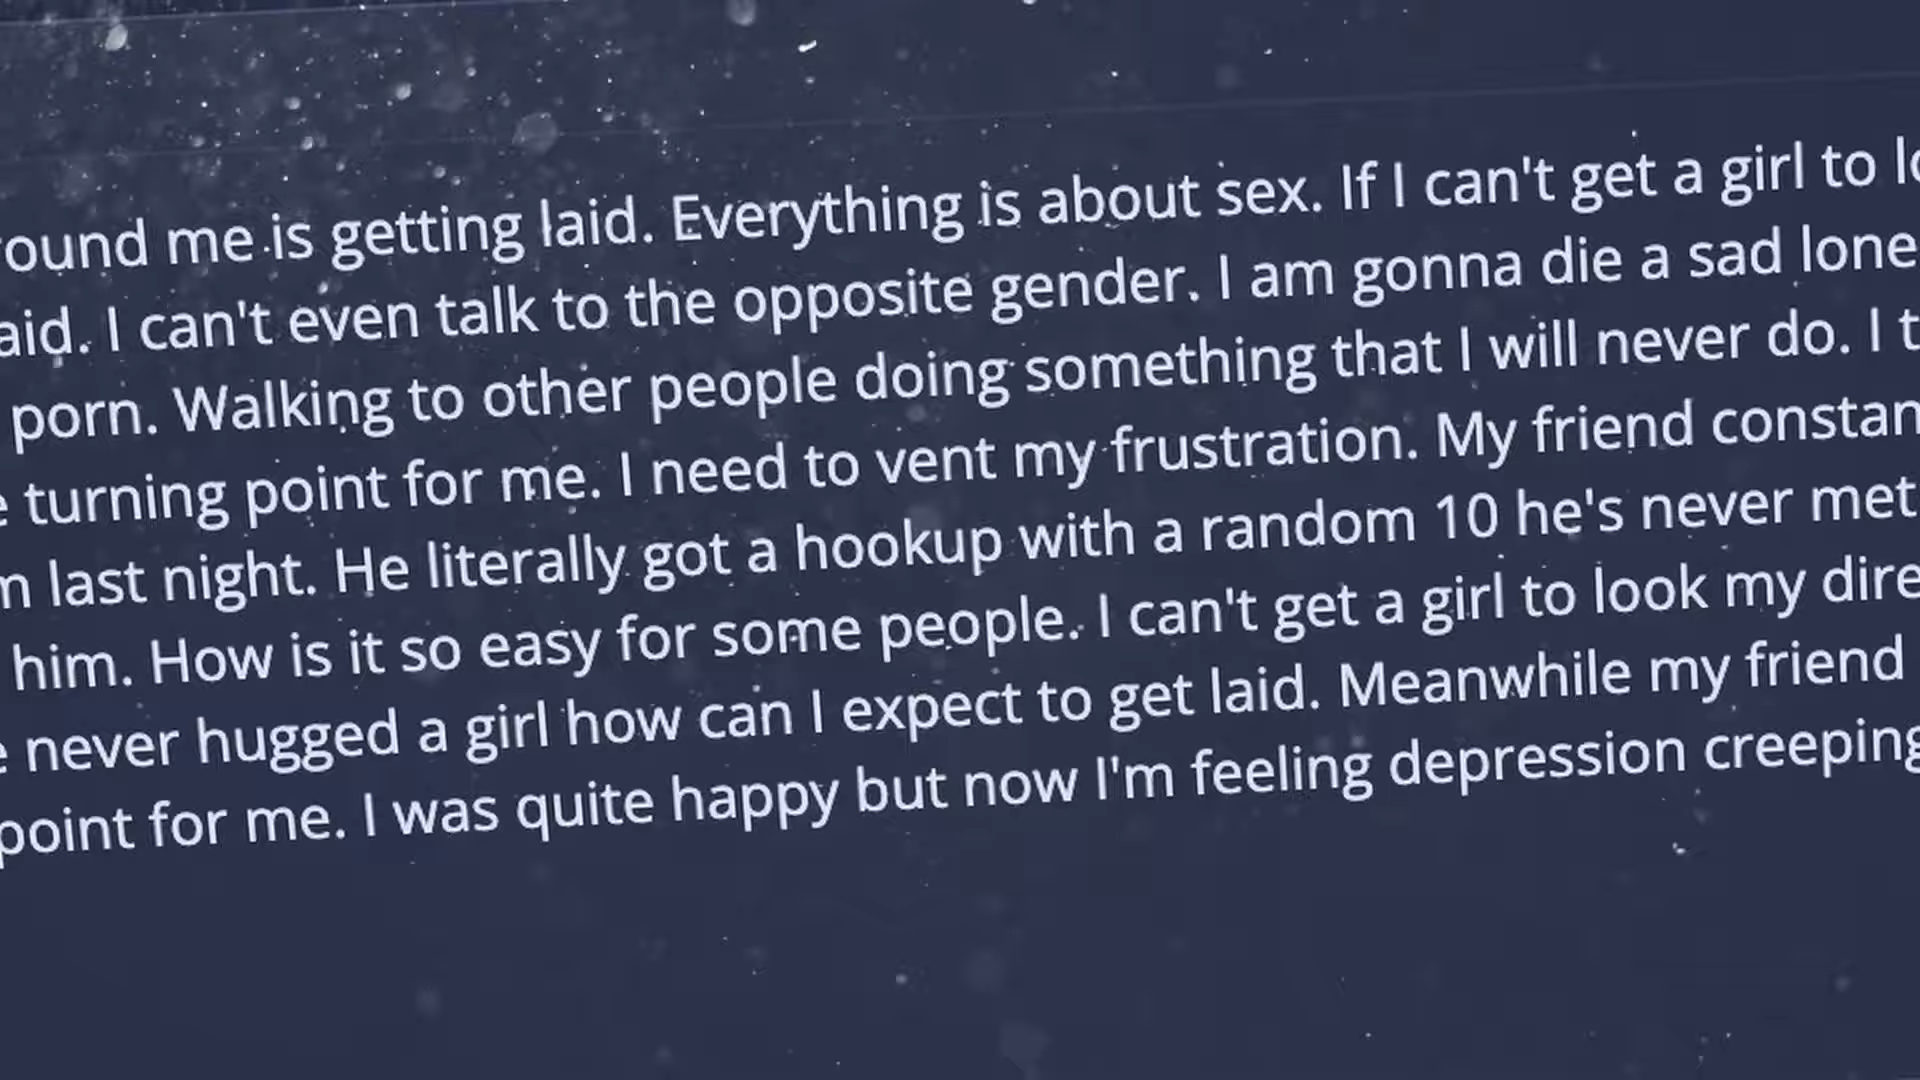 me is getting laid. Everything is about sex. If I can't get a girl to
I can't even talk to the opposite gender. I am gonna die a sad
porn. Walking to other people doing something that I will never do. I
turning point for me. I need to vent my frustration. My friend
last night. He literally got a hookup with a random 10 he's never met
him. How is it so easy for some people. I can't get a girl to look my
never hugged a girl how can I expect to get laid. Meanwhile my friend
point for me. I was quite happy but now I'm feeling depression creeping